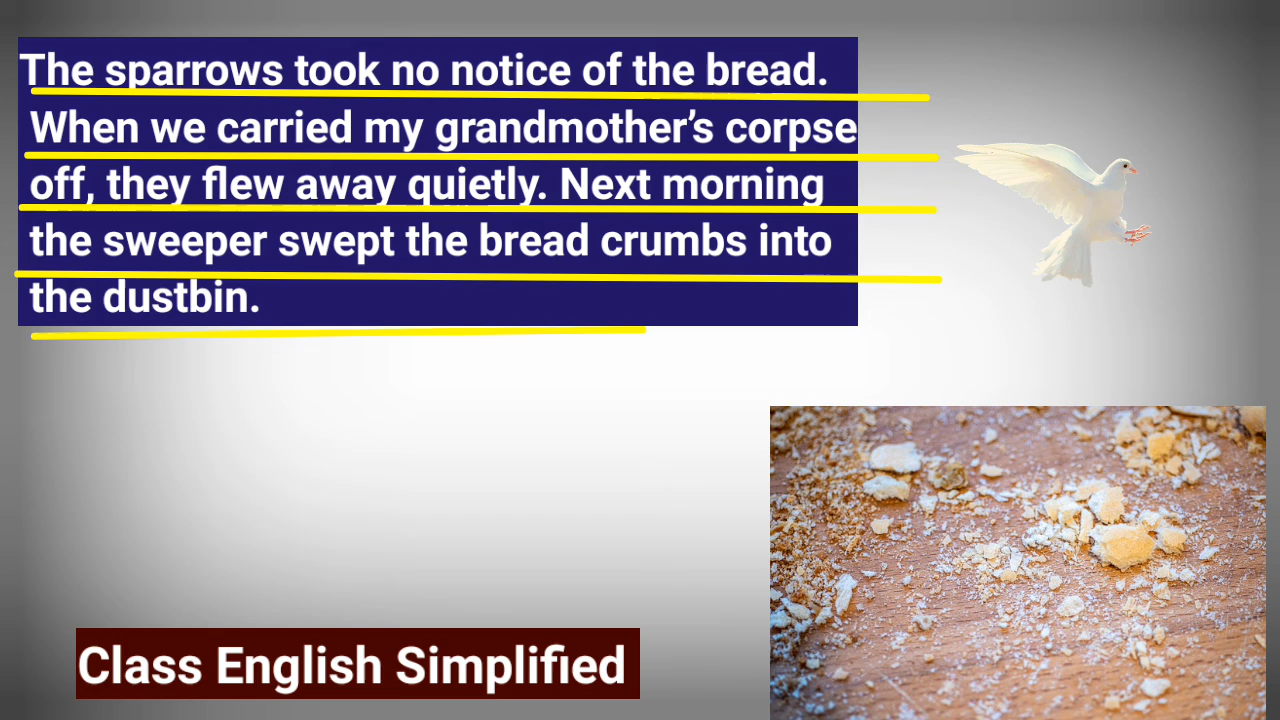 The sparrows took no notice of the bread.
When we carried my grandmother’s corpse
off, they flew away quietly. Next morning
the sweeper swept the bread crumbs into
the dustbin.
Class English Simplified